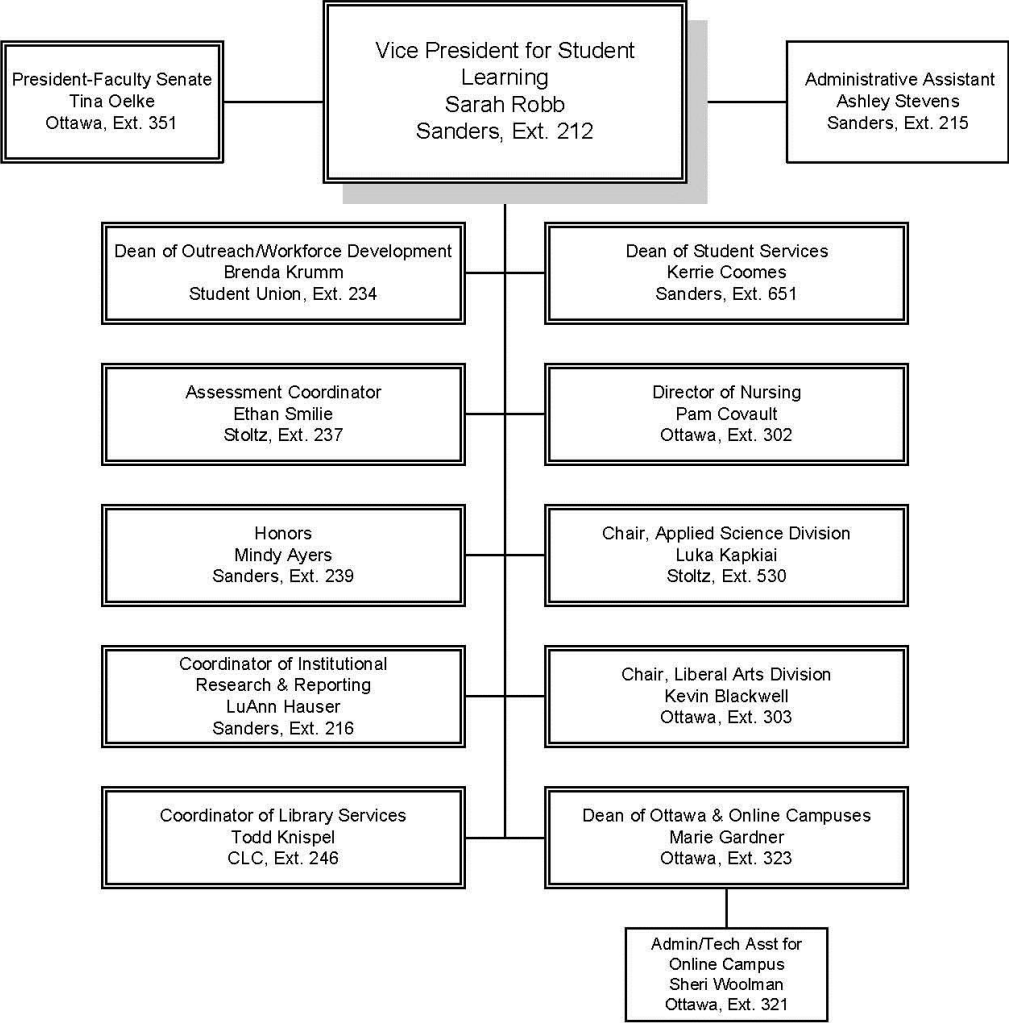 Vice President for Student
Learning
Sarah Robb
Sanders, Ext. 212
President-Faculty Senate
Tina Oelke
Ottawa, Ext. 351
Administrative Assistant
Ashley Stevens
Sanders, Ext. 215
Dean of Outreach/Workforce Development
Brenda Krumm
Student Union, Ext. 234
Dean of Student Services
Kerrie Coomes
Sanders, Ext. 651
Assessment Coordinator
Ethan Smilie
Stoltz, Ext. 237
Director of Nursing
Pam Covault
Ottawa, Ext. 302
Honors
Mindy Ayers
Sanders, Ext. 239
Chair, Applied Science Division
Luka Kapkiai
Stoltz, Ext. 530
Coordinator of Institutional
Research & Reporting
LuAnn Hauser
Sanders, Ext. 216
Chair, Liberal Arts Division
Kevin Blackwell
Ottawa, Ext. 303
Coordinator of Library Services
Todd Knispel
CLC, Ext. 246
Dean of Ottawa & Online Campuses
Marie Gardner
Ottawa, Ext. 323
Admin/Tech Asst for
Online Campus
Sheri Woolman
Ottawa, Ext. 321